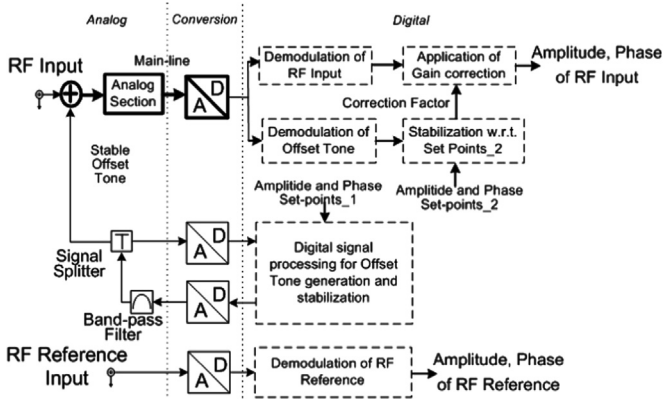 Analog
Conversion
Digital
Main-line
RF Input
Analog
Section
D
A
Demodulation of
RF Input
Application of
Gain correction
Amplitude, Phase
of RF Input
Correction Factor
Stable
Offset
Tone
Demodulation of
Offset Tone
Stabilization w.r.t.
Set Points_2
Amplitide and Phase
Set-points_1
Amplitide and Phase
Set-points_2
T
Signal
Splitter
D
A
Digital signal
processing for Offset
Tone generation and
stabilization
D
A
Band-pass
Filter
RF Reference
Input
D
A
Demodulation of RF
Reference
Amplitude, Phase
of RF Reference